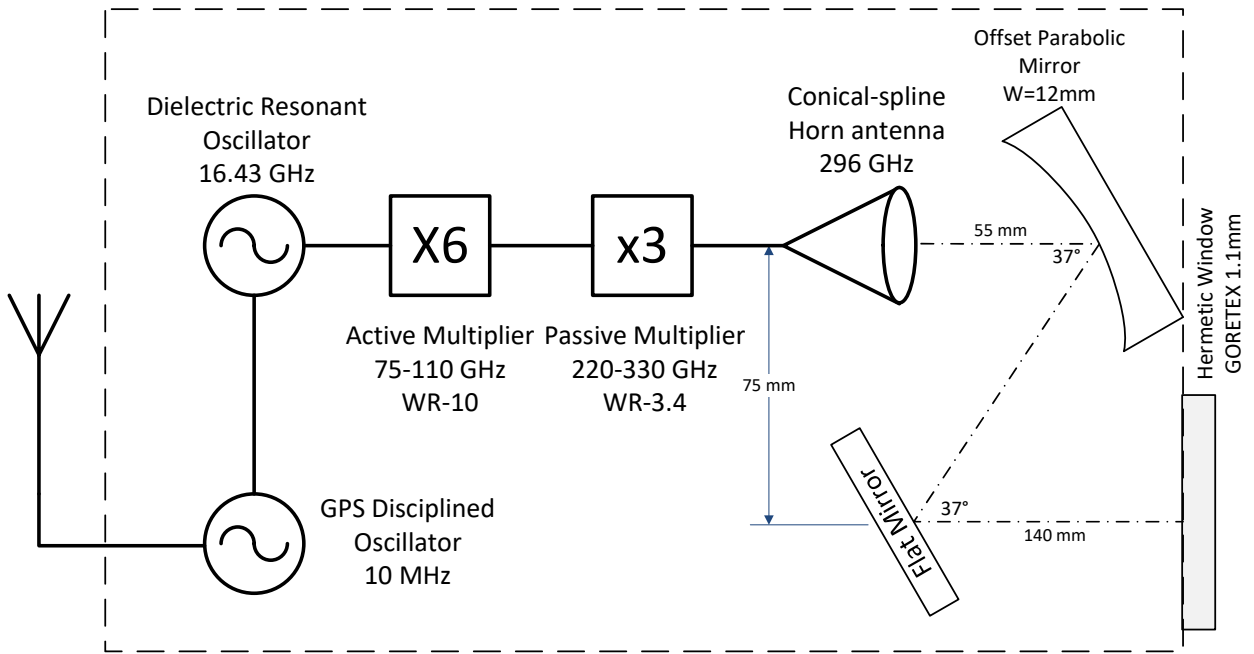 Offset Parabolic
Mirror
W=12mm
Dielectric Resonant
Oscillator
16.43 GHz
Conical-spline
Horn antenna
296 GHz
X6
x3
55 mm
37°
Hermetic Window
GORETEX 1.1mm
Active Multiplier
75-110 GHz
WR-10
Passive Multiplier
220-330 GHz
WR-3.4
75 mm
GPS Disciplined
Oscillator
10 MHz
Flat Mirror
37°
140 mm